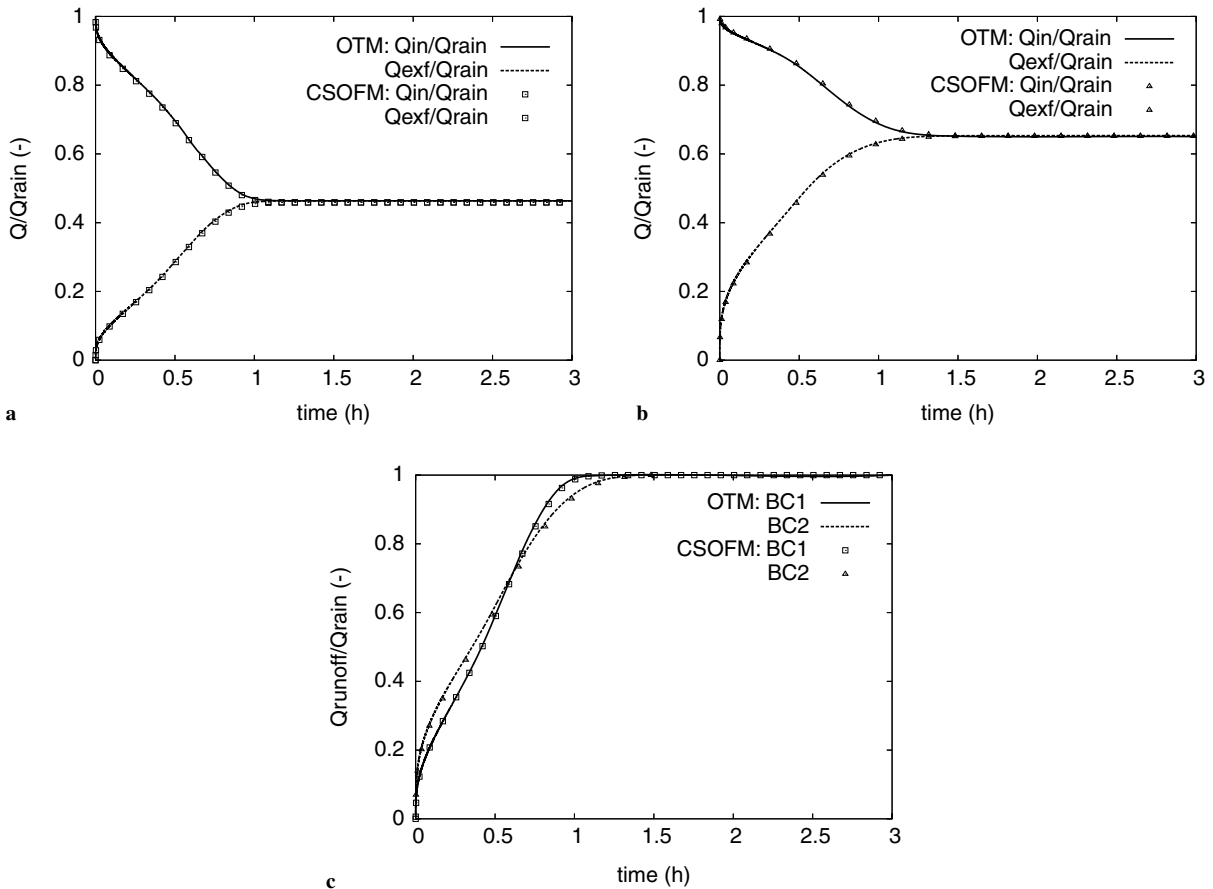 1
0.8
0.6
0.4
0.2
0
Q/Qrain (-)
OTM: Qin/Qrain
Qexf/Qrain
CSOFM: Qin/Qrain
Qexf/Qrain
0 0.5 1 1.5 2 2.5 3
time (h)
a
1
0.8
0.6
0.4
0.2
0
Q/Qrain (-)
OTM: Qin/Qrain
Qexf/Qrain
CSOFM: Qin/Qrain
Qexf/Qrain
0 0.5 1 1.5 2 2.5 3
time (h)
b
1
0.8
0.6
0.4
0.2
0
Qrunoff/Qrain (-)
OTM: BC1
BC2
CSOFM: BC1
BC2
0 0.5 1 1.5 2 2.5 3
time (h)
c